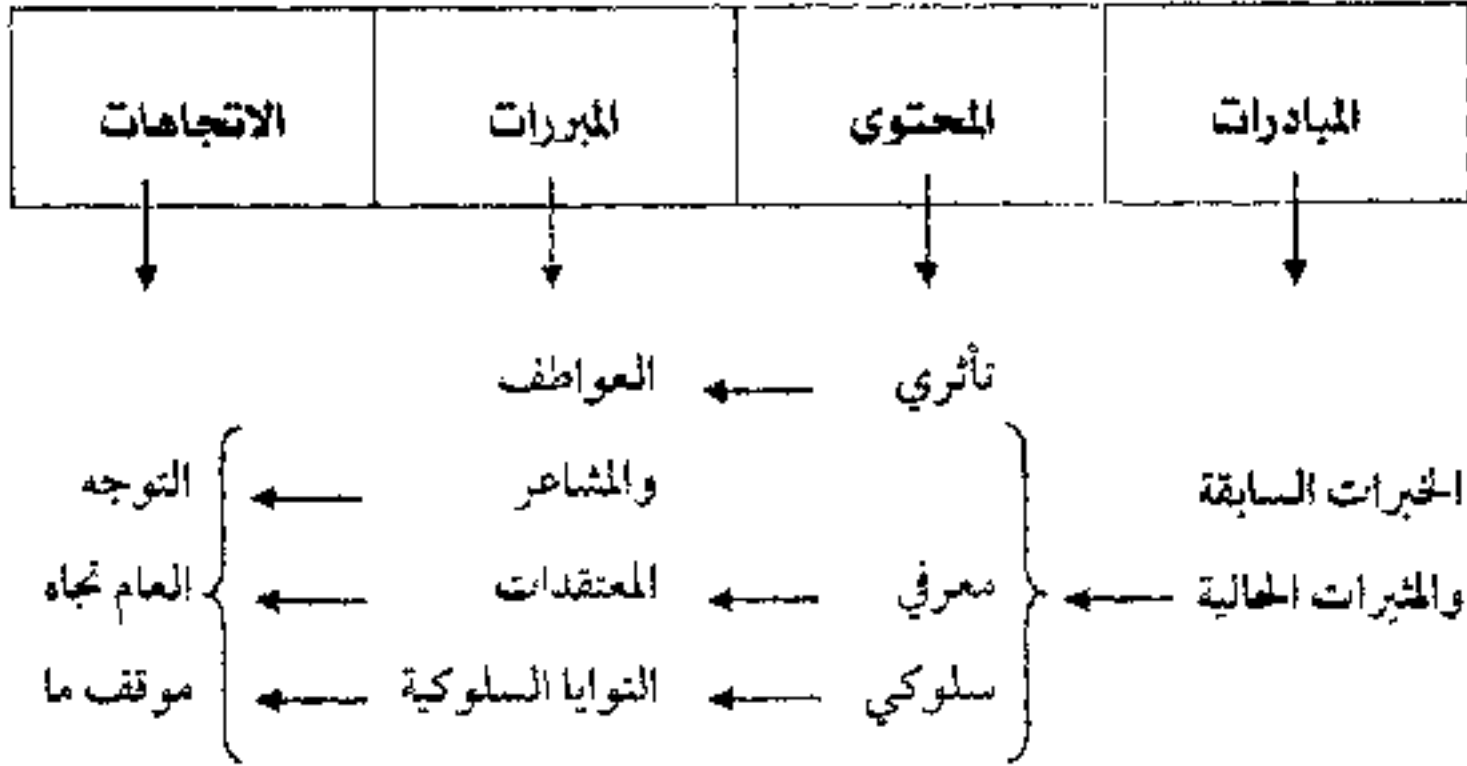 المبادرات المحتوى المبررات الاتتجاهات
تأثري العواطف
الخبرات السابقة والمشاعر التوجه
والمثيرات الحالية معرفي المعتقدات العام تجاه
سلوكي النوايا السلوكية موقف ما